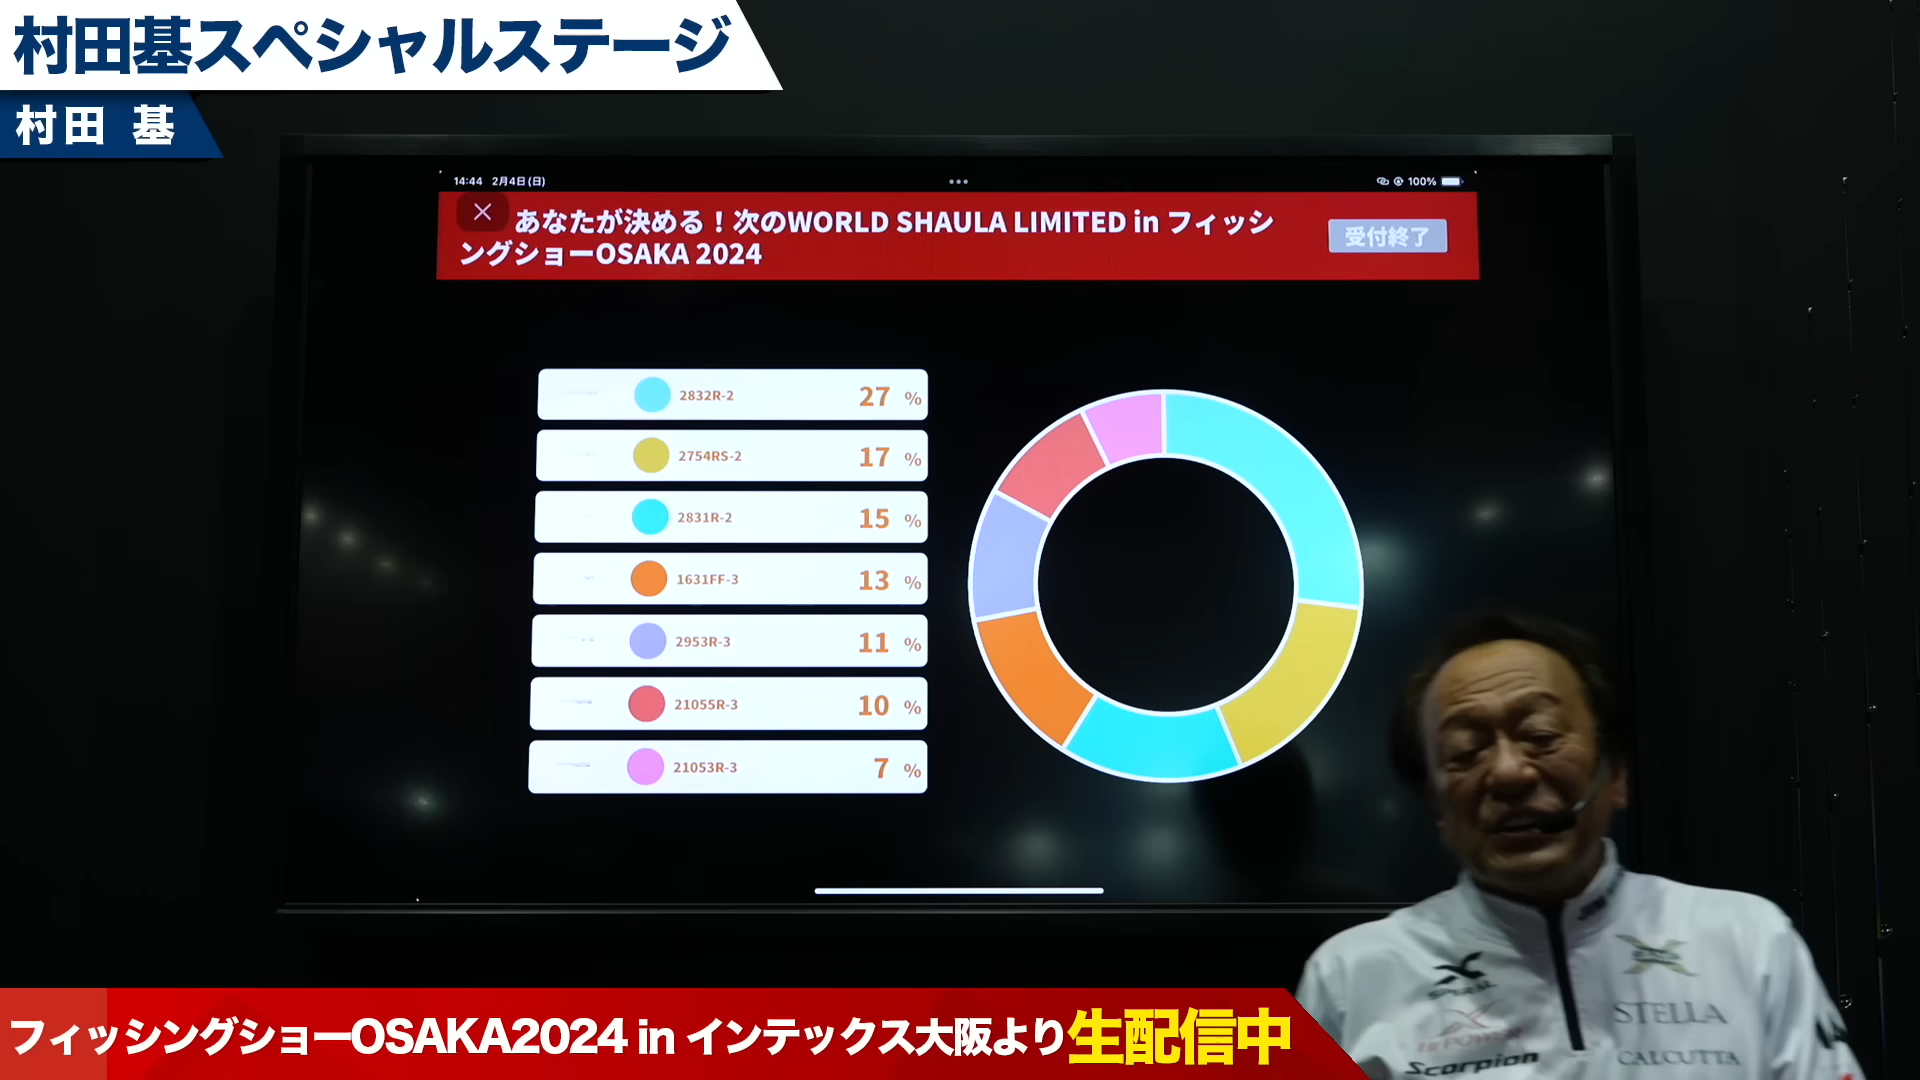 村田基スペシャルステージ
村田 基
14:44 2月4日(日)
100%
あなたが決める！次のWORLD SHAULA LIMITED in フィッシ
ングショーOSAKA 2024
受付終了
2832R-2 27 %
2754RS-2 17 %
2831R-2 15 %
1631FF-3 13 %
2953R-3 11 %
21055R-3 10 %
21053R-3 7 %
STELLA
Scorpion
CALCUTTA
フィッシングショーOSAKA2024 in インテックス大阪より生配信中